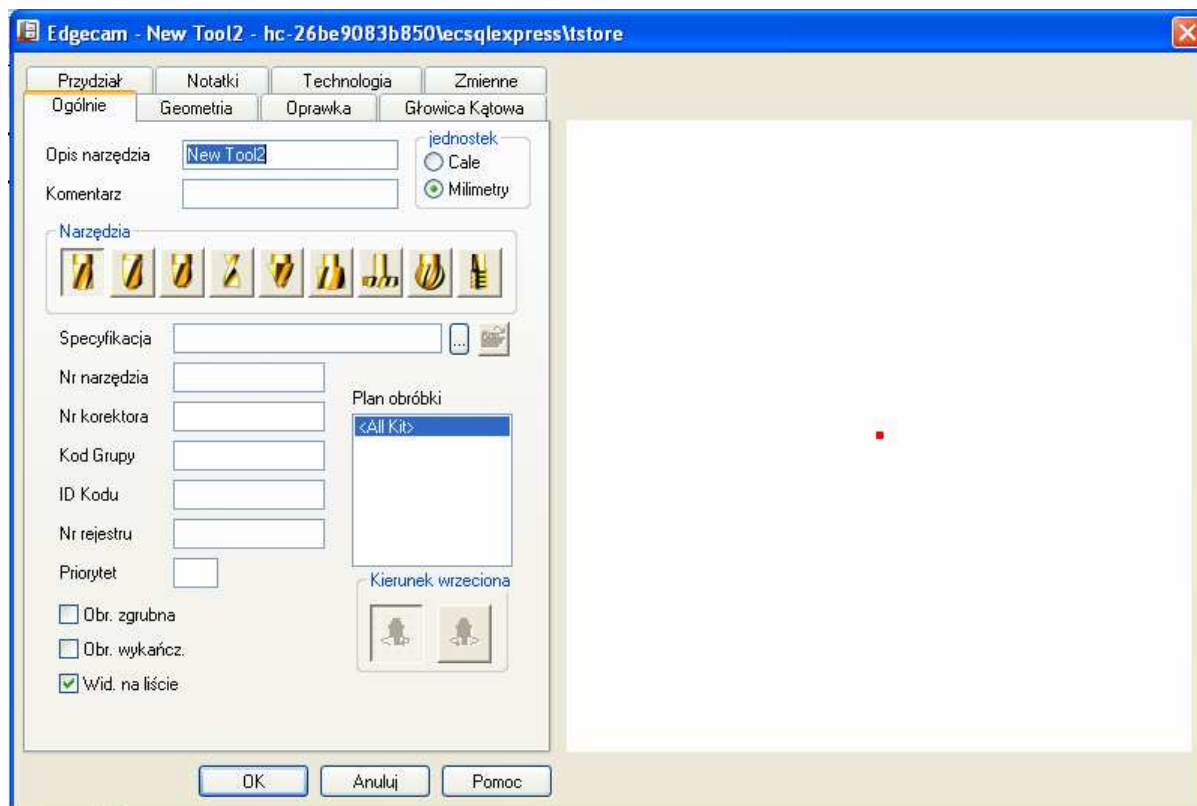 Edgecam - New Tool2 - hc-26be9083b850\ecsqlexpress\tstore
Przydział Notatki Technologia Zmienne
Ogólnie Geometria Oprawka Głowica Kątowa
jednostek
Opis narzędzia New Tool2 Cale
Komentarz Milimetry
Narzędzia
Specyfikacja ...
Nr narzędzia
Plan obróbki
Nr korektora <All Kit>
Kod Grupy
ID Kodu
Nr rejestru
Priorytet Kierunek wrzeciona
Obr. zgrubna
Obr. wykańcz.
Wid. na liście
OK Anuluj Pomoc